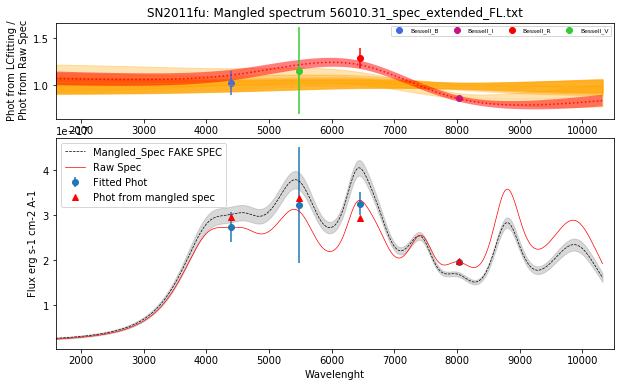 SN2011fu: Mangled spectrum 56010.31_spec_extended_FL.txt
Phot from LCfitting /
Phot from Raw Spec
1.5
1.0
Bessell_B
Bessell_I
Bessell_R
Bessell_V
2000 3000 4000 5000 6000 7000 8000 9000 10000
1e-17
Flux erg s-1 cm-2 A-1
4
3
2
1
Mangled_Spec FAKE SPEC
Raw Spec
Fitted Phot
Phot from mangled spec
2000 3000 4000 5000 6000 7000 8000 9000 10000
Wavelenght